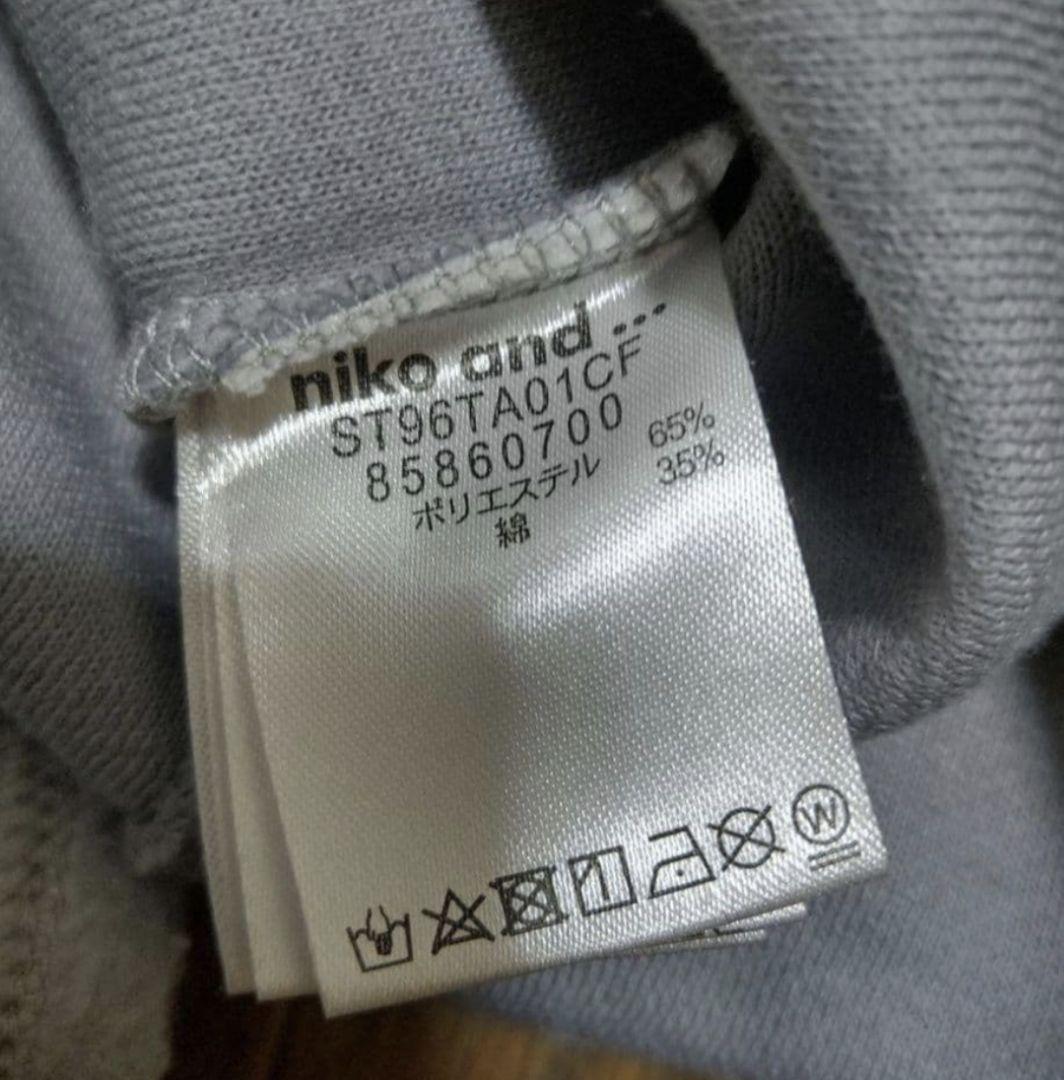 niko and ...
ST96TA01CF
85860700
ポリエステル 65%
綿 35%
W